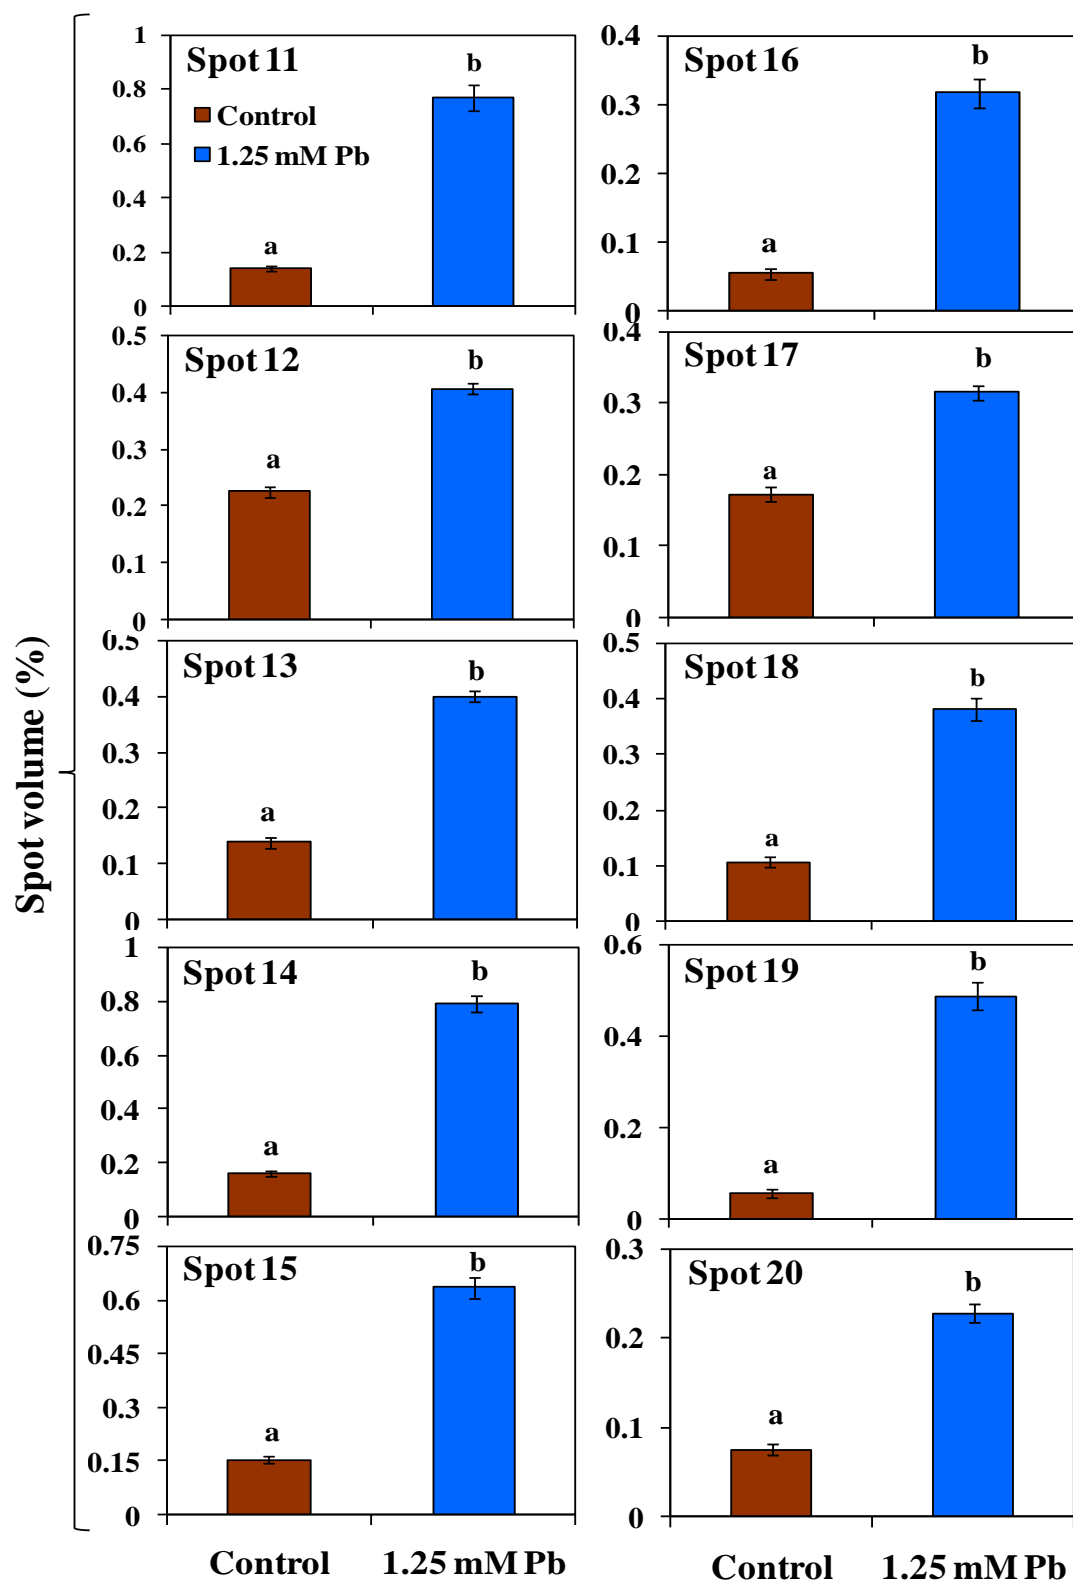 Spot volume (%)
Spot 11
Control
1.25 mM Pb
1
0.8
0.6
0.4
0.2
0
a
b
Spot 16
0.4
0.3
0.2
0.1
0
a
b
Spot 12
0.5
0.4
0.3
0.2
0.1
0
a
b
Spot 17
0.4
0.3
0.2
0.1
0
a
b
Spot 13
0.5
0.4
0.3
0.2
0.1
0
a
b
Spot 18
0.5
0.4
0.3
0.2
0.1
0
a
b
Spot 14
1
0.8
0.6
0.4
0.2
0
a
b
Spot 19
0.6
0.4
0.2
0
a
b
Spot 15
0.75
0.6
0.45
0.3
0.15
0
a
b
Spot 20
0.3
0.2
0.1
0
a
b
Control 1.25 mM Pb
Control 1.25 mM Pb